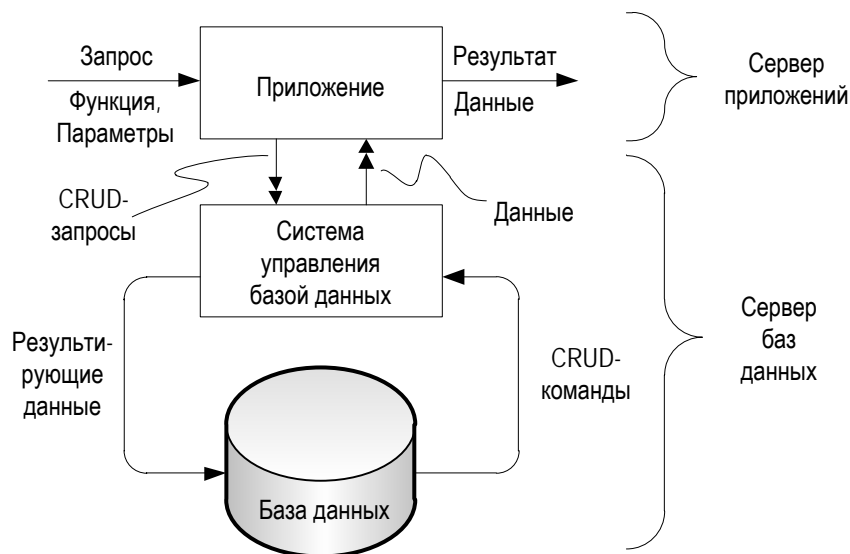 Запрос
Функция,
Параметры
Приложение
Результат
Данные
Сервер
приложений
CRUD-
запросы
Данные
Система
управления
базой данных
Результи-
рующие
данные
CRUD-
команды
Сервер
баз
данных
База данных